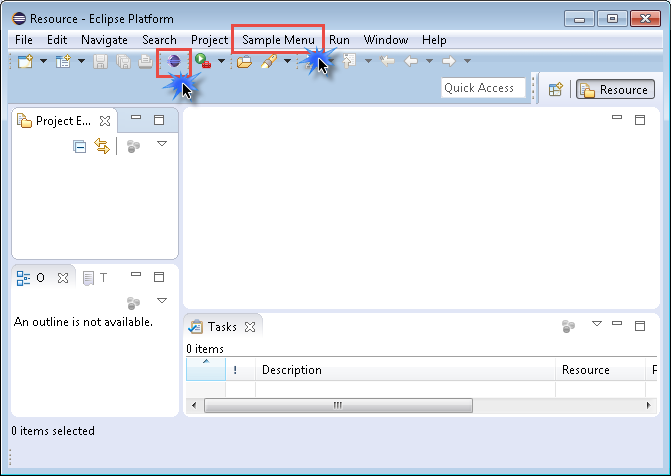 Resource - Eclipse Platform
File Edit Navigate Search Project Sample Menu Run Window Help
Quick Access Resource
Project E...
O T
An outline is not available.
Tasks
0 items
! Description Resource P
0 items selected